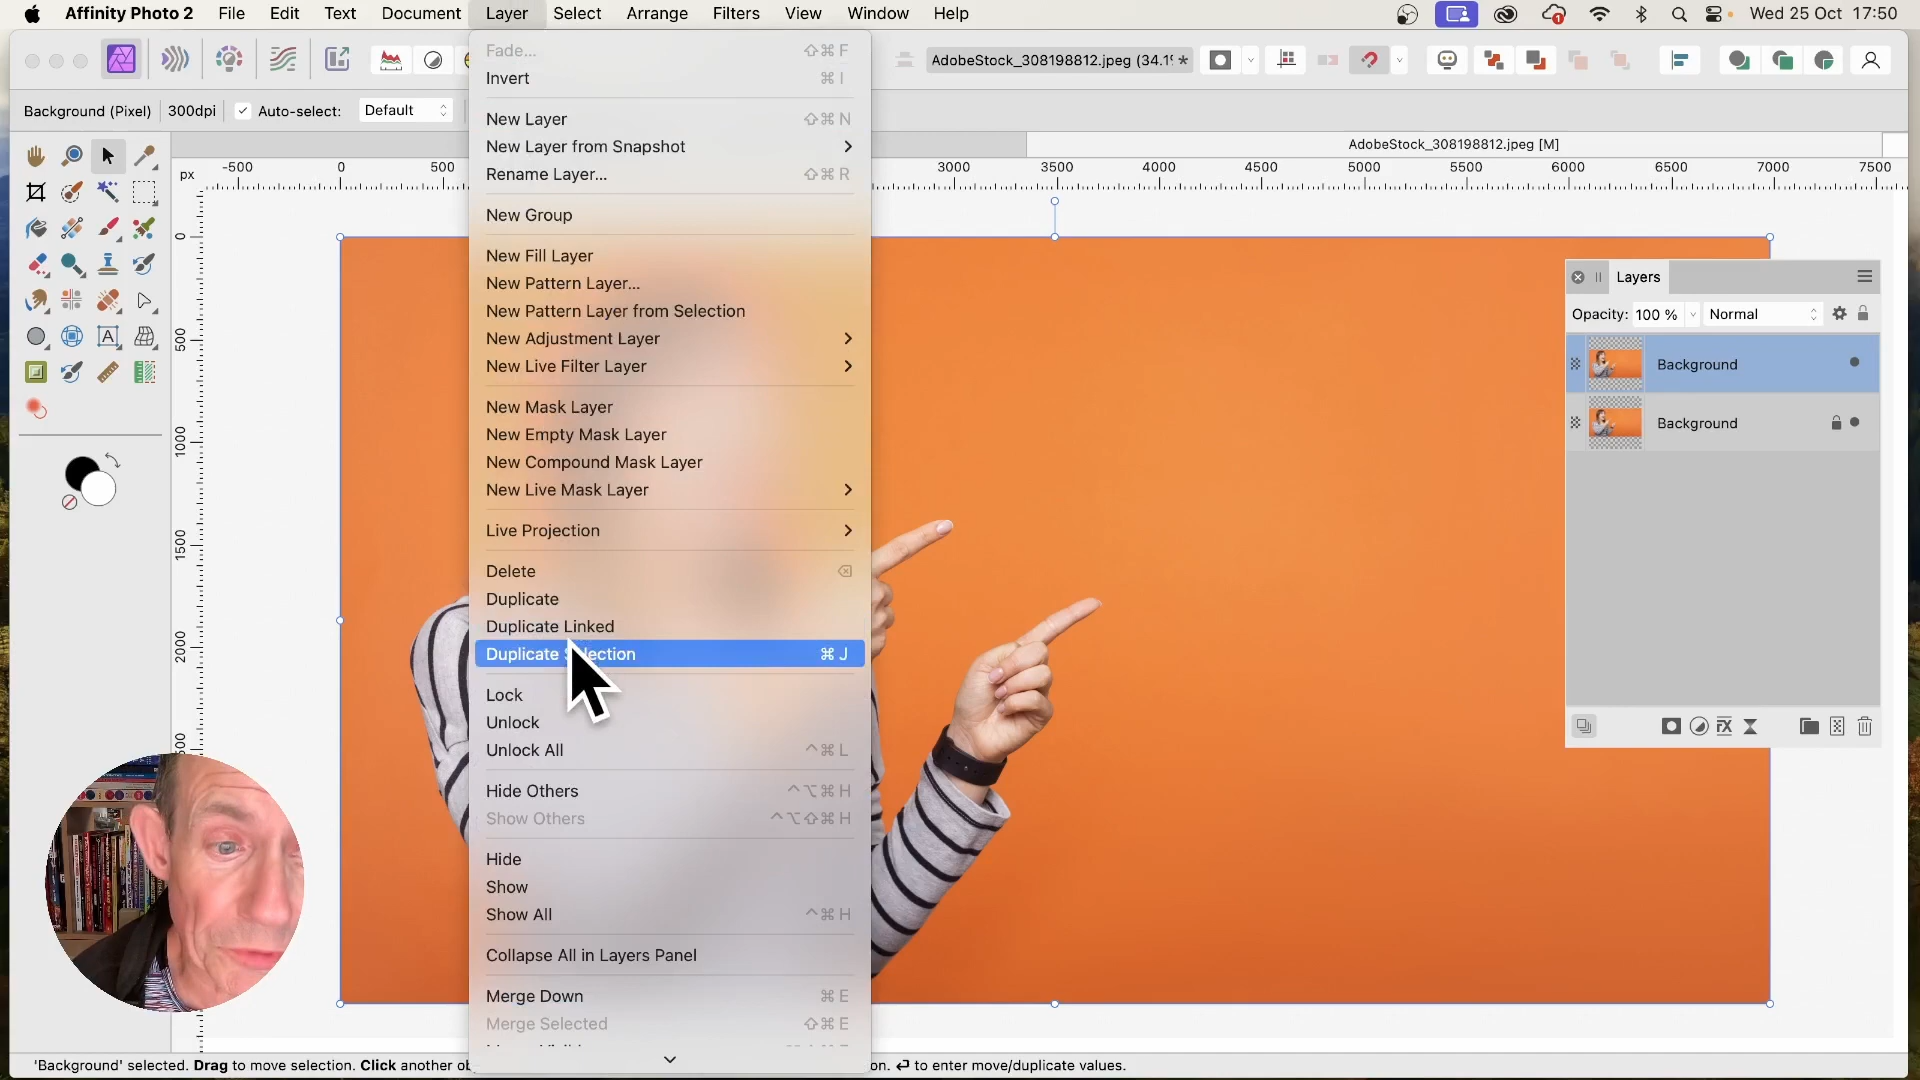 Affinity Photo 2 File Edit Text Document Layer Select Arrange Filters View Window Help Wed 25 Oct 17:50
AdobeStock_308198812.jpeg (34.1% *
Background (Pixel) 300dpi Auto-select: Default
AdobeStock_308198812.jpeg [M]
px -500 0 500 3000 3500 4000 4500 5000 5500 6000 6500 7000 7500
0
500
1000
1500
2000
Fade... ⇧⌘F
Invert ⌘I
New Layer ⇧⌘N
New Layer from Snapshot
Rename Layer... ⇧⌘R
New Group
New Fill Layer
New Pattern Layer...
New Pattern Layer from Selection
New Adjustment Layer
New Live Filter Layer
New Mask Layer
New Empty Mask Layer
New Compound Mask Layer
New Live Mask Layer
Live Projection
Delete ⌫
Duplicate
Duplicate Linked
Duplicate Selection ⌘J
Lock
Unlock
Unlock All ^⌘L
Hide Others ^⌥⌘H
Show Others ^⌥⇧⌘H
Hide
Show
Show All ^⌘H
Collapse All in Layers Panel
Merge Down ⌘E
Merge Selected ⇧⌘E
Layers
Opacity: 100 % Normal
Background
Background
'Background' selected. Drag to move selection. Click another on. ↵ to enter move/duplicate values.